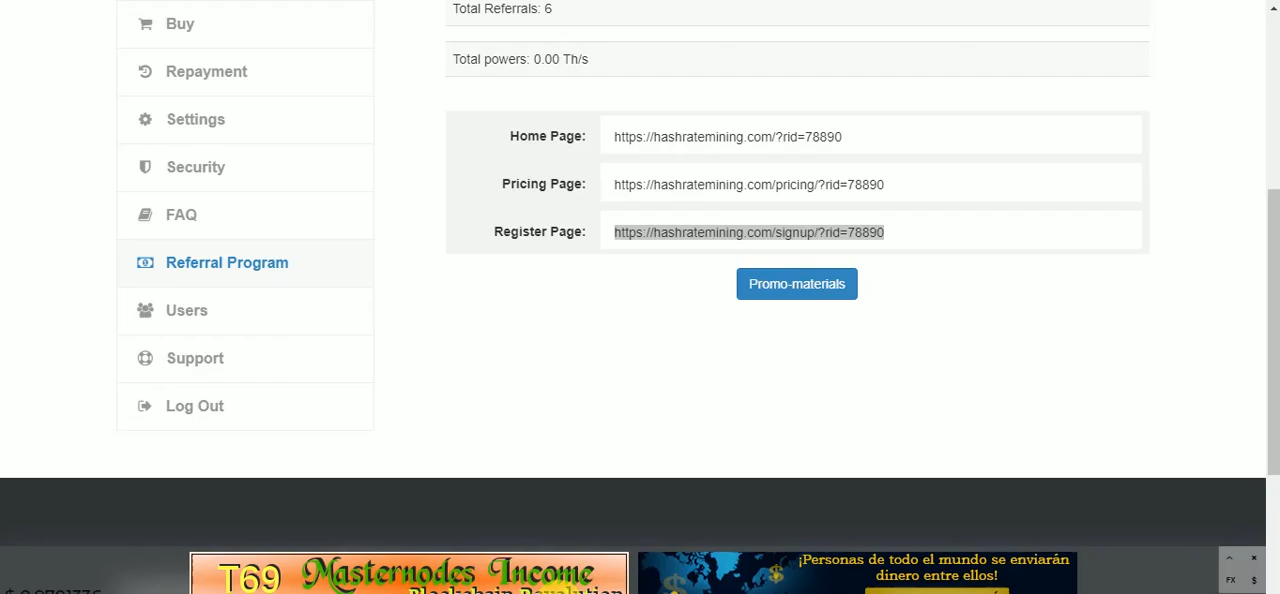 Buy
Repayment
Settings
Security
FAQ
Referral Program
Users
Support
Log Out
Total Referrals: 6
Total powers: 0.00 Th/s
Home Page: https://hashratemining.com/?rid=78890
Pricing Page: https://hashratemining.com/pricing/?rid=78890
Register Page: https://hashratemining.com/signup/?rid=78890
Promo-materials
T69 Masternodes Income
Blockchain Revolution
¡Personas de todo el mundo se enviarán
dinero entre ellos!
FX $